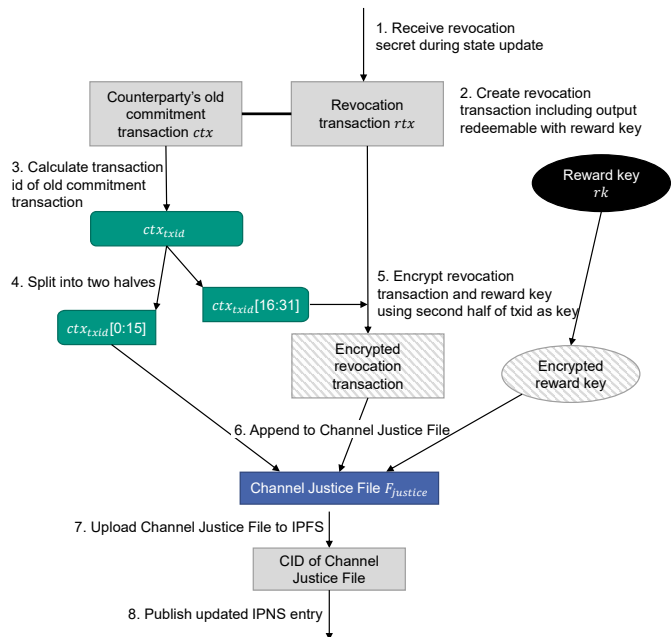 1. Receive revocation
secret during state update
Counterparty's old
commitment
transaction ctx
Revocation
transaction rtx
2. Create revocation
transaction including output
redeemable with reward key
3. Calculate transaction
id of old commitment
transaction
Reward key
rk
ctx_txid
4. Split into two halves
ctx_txid[16:31]
5. Encrypt revocation
transaction and reward key
using second half of txid as key
ctx_txid[0:15]
Encrypted
revocation
transaction
Encrypted
reward key
6. Append to Channel Justice File
Channel Justice File F_justice
7. Upload Channel Justice File to IPFS
CID of Channel
Justice File
8. Publish updated IPNS entry